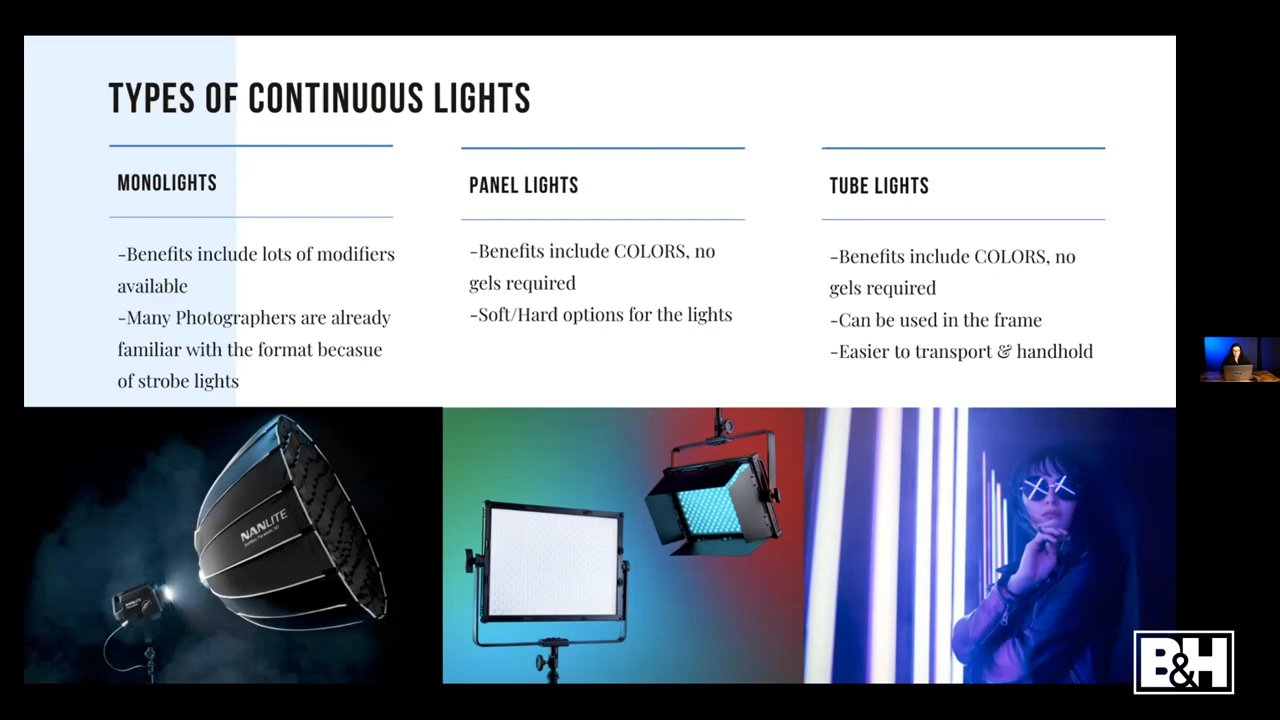 TYPES OF CONTINUOUS LIGHTS
MONOLIGHTS
-Benefits include lots of modifiers
available
-Many Photographers are already
familiar with the format becasue
of strobe lights
PANEL LIGHTS
-Benefits include COLORS, no
gels required
-Soft/Hard options for the lights
TUBE LIGHTS
-Benefits include COLORS, no
gels required
-Can be used in the frame
-Easier to transport & handhold
NANLITE
NANLITE
B&H